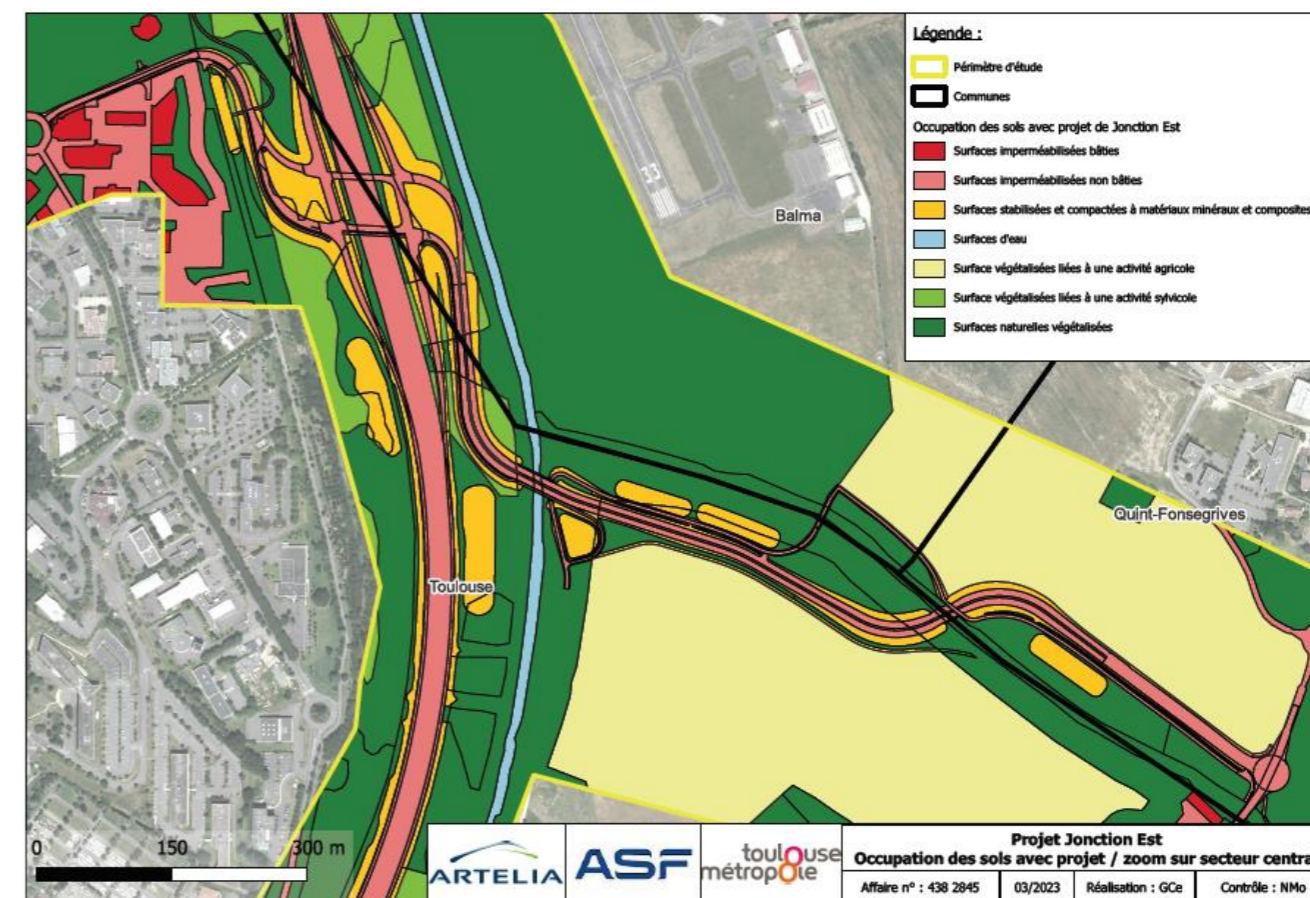 Légende :
Périmètre d'étude
Communes
Occupation des sols avec projet de Jonction Est
Surfaces imperméabilisées bâties
Surfaces imperméabilisées non bâties
Surfaces stabilisées et compactées à matériaux minéraux et composites
Surfaces d'eau
Surface végétalisées liées à une activité agricole
Surface végétalisées liées à une activité sylvicole
Surfaces naturelles végétalisées
33
Balma
Quint-Fonsegrives
Toulouse
0 150 300 m
ARTELIA
ASF
toulouse
métropole
Projet Jonction Est
Occupation des sols avec projet / zoom sur secteur centra
Affaire n° : 438 2845 03/2023 Réalisation : GCe Contrôle : NMo